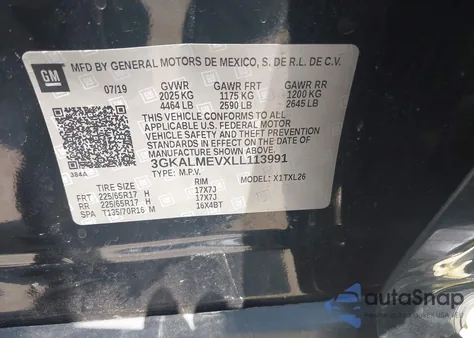 GM
MFD BY GENERAL MOTORS DE MEXICO, S. DE R.L. DE C.V.
07/19 GVWR GAWR FRT GAWR RR
2025 KG 1175 KG 1200 KG
4464 LB 2590 LB 2645 LB
THIS VEHICLE CONFORMS TO ALL
APPLICABLE U.S. FEDERAL MOTOR
VEHICLE SAFETY, BUMPER, AND THEFT
PREVENTION STANDARDS IN EFFECT ON
THE DATE OF MANUFACTURE SHOWN ABOVE.
384A 3GKALMEVXLL113991
TYPE: M.P.V. MODEL: X1TXL26
RIM
FRT 225/65R17 H 17X7J
RR 225/65R17 H 17X7J
SPA T135/70R16 M 16X4BT
autoSnap